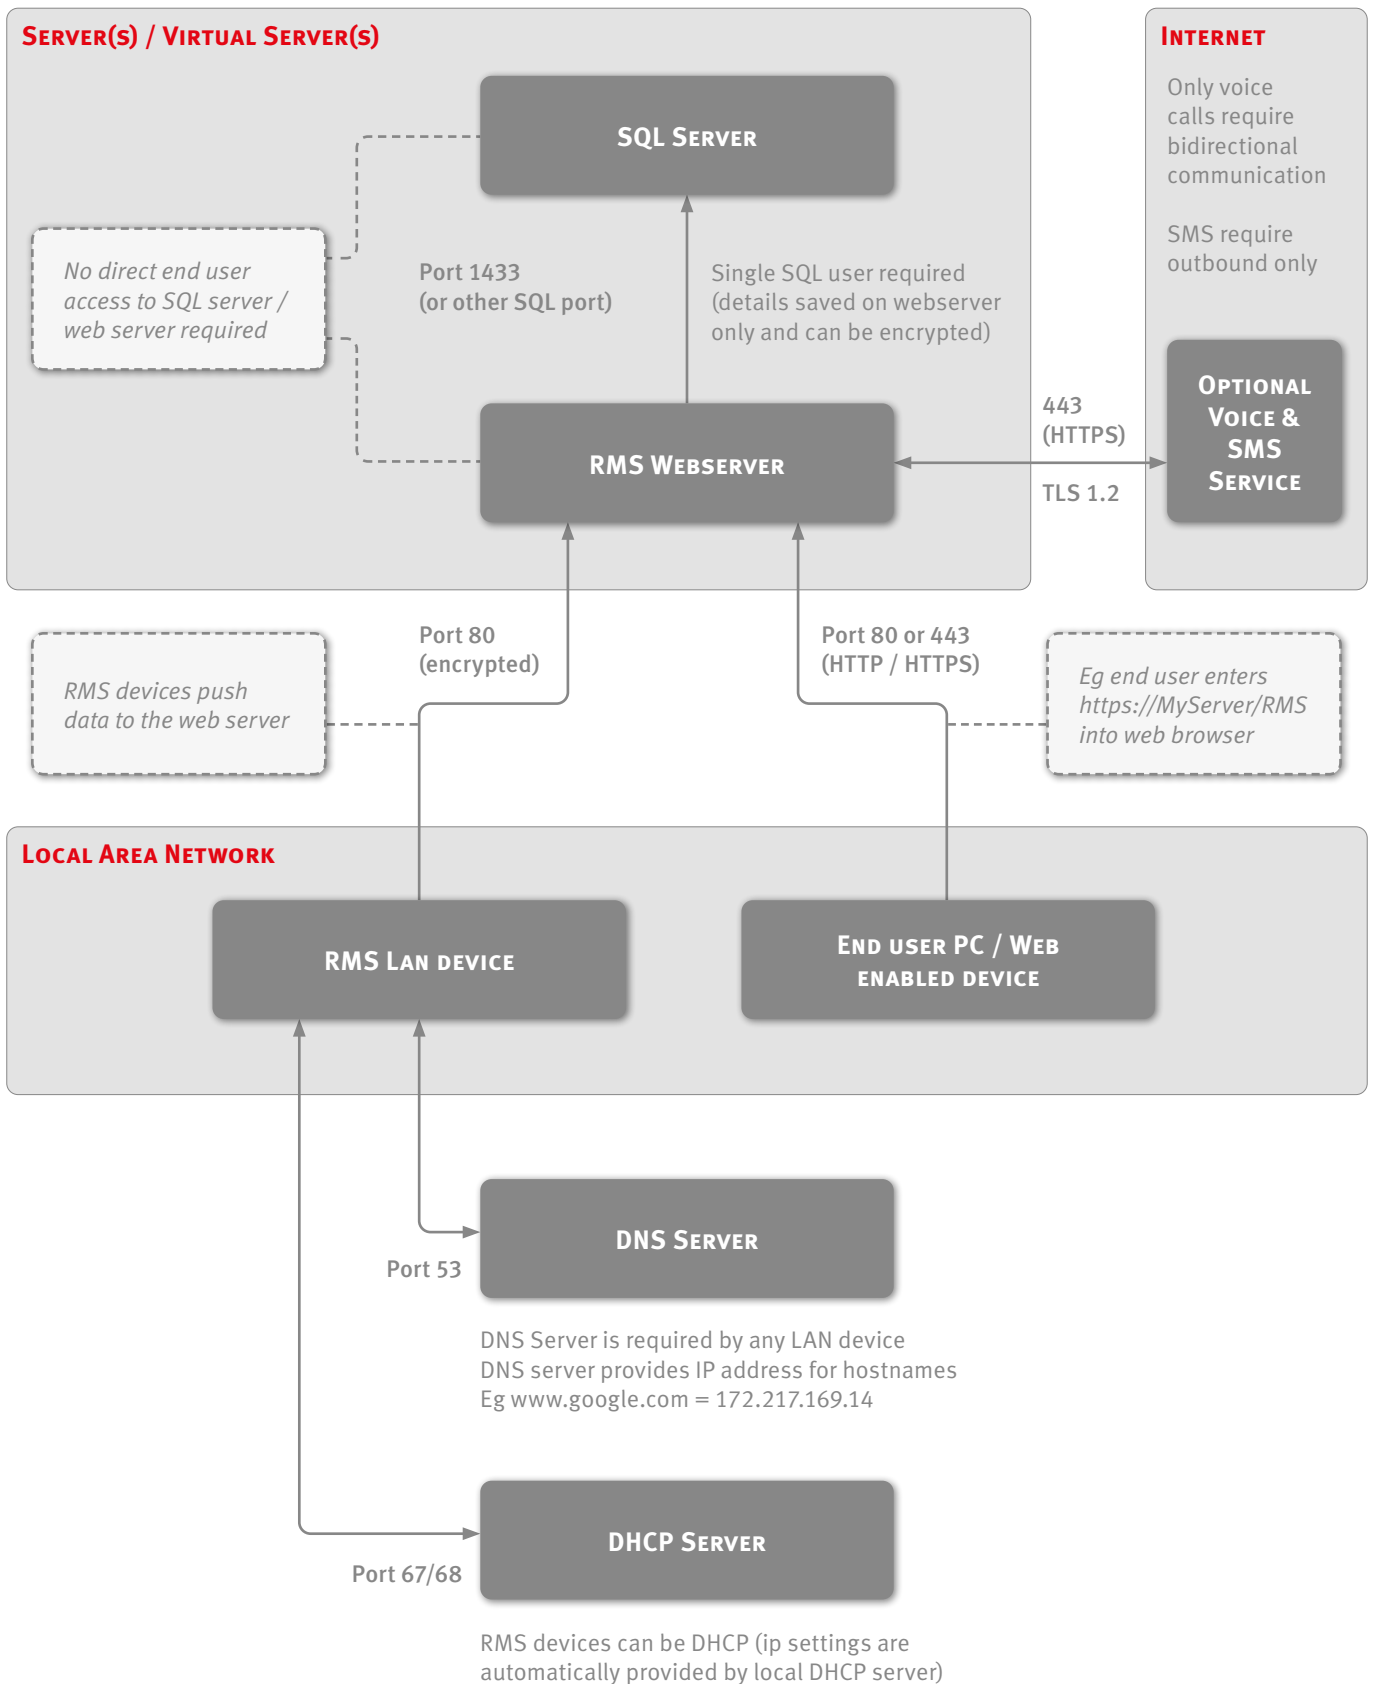 Server(s) / Virtual Server(s)
SQL Server
No direct end user
access to SQL server /
web server required
Port 1433
(or other SQL port)
Single SQL user required
(details saved on webserver
only and can be encrypted)
RMS Webserver
443
(HTTPS)
TLS 1.2
Internet
Only voice
calls require
bidirectional
communication
SMS require
outbound only
Optional
Voice &
SMS
Service
RMS devices push
data to the web server
Port 80
(encrypted)
Port 80 or 443
(HTTP / HTTPS)
Eg end user enters
https://MyServer/RMS
into web browser
Local Area Network
RMS Lan device
End user PC / Web
enabled device
DNS Server
Port 53
DNS Server is required by any LAN device
DNS server provides IP address for hostnames
Eg www.google.com = 172.217.169.14
DHCP Server
Port 67/68
RMS devices can be DHCP (ip settings are
automatically provided by local DHCP server)